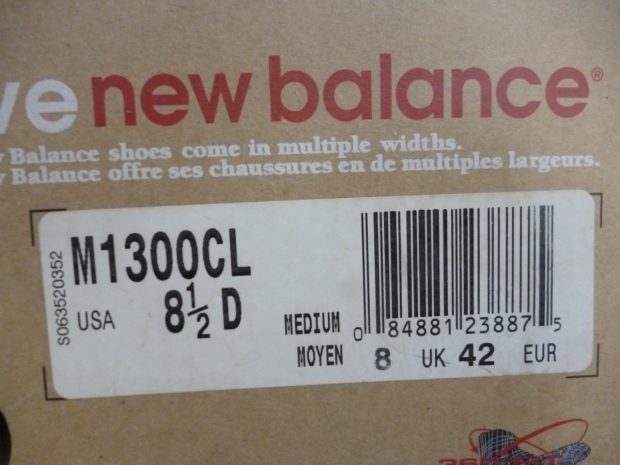 ve new balance®
Balance shoes come in multiple widths.
Balance offre ses chaussures en de multiples largeurs.
S063520352
M1300CL
USA 8½ D
MEDIUM
MOYEN
0 84881 23887 5
8 UK 42 EUR